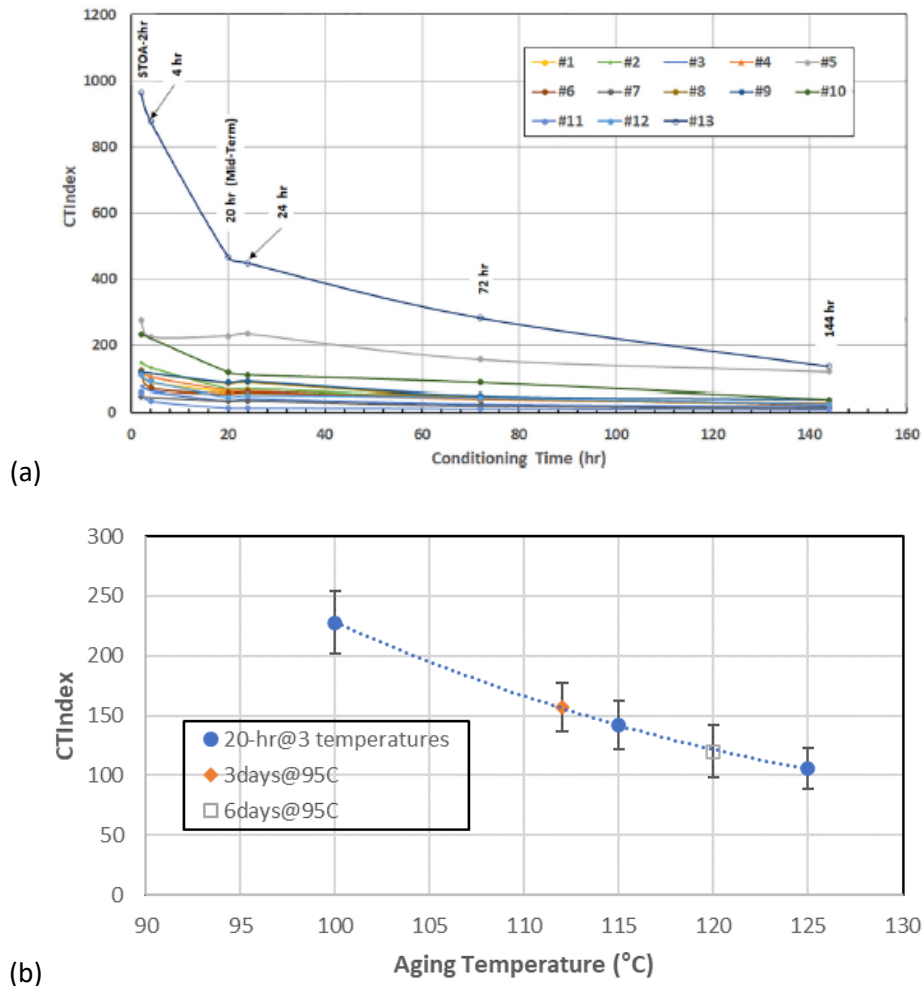 1200
1000
800
600
400
200
0
CTIndex
STOA-2hr
4 hr
20 hr (Mid-Term)
24 hr
72 hr
144 hr
#1 #2 #3 #4 #5
#6 #7 #8 #9 #10
#11 #12 #13
0 20 40 60 80 100 120 140 160
Conditioning Time (hr)
(a)
300
250
200
150
100
50
0
CTIndex
20-hr@3 temperatures
3days@95C
6days@95C
90 95 100 105 110 115 120 125 130
Aging Temperature (°C)
(b)